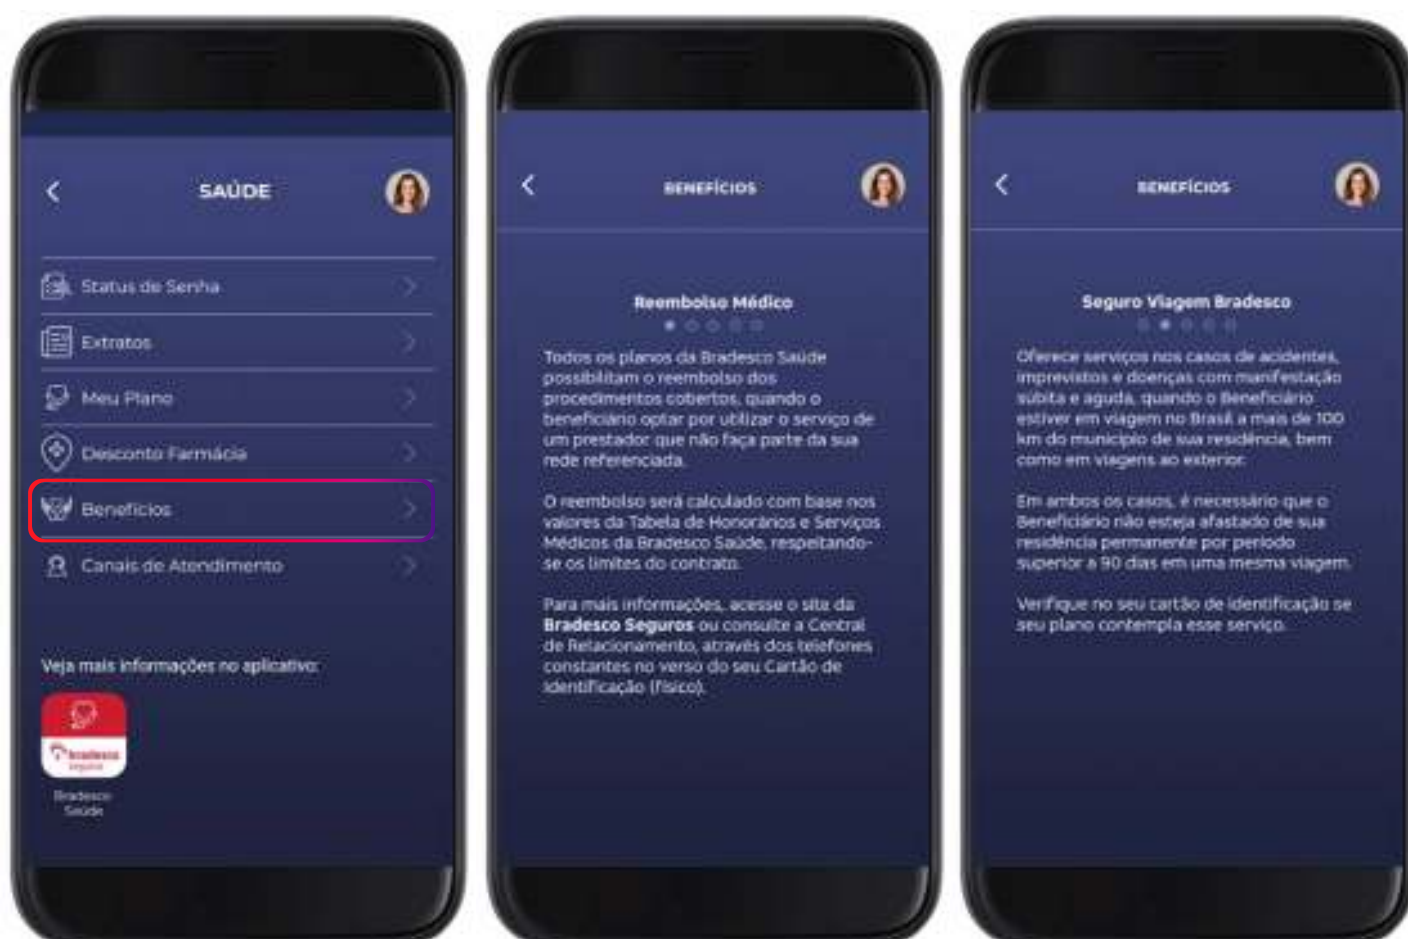 SAÚDE
Status de Senha
Extratos
Meu Plano
Desconto Farmácia
Benefícios
Canais de Atendimento
Veja mais informações no aplicativo:
bradesco
seguros
Bradesco
Saúde
BENEFÍCIOS
Reembolso Médico
Todos os planos da Bradesco Saúde
possibilitam o reembolso dos
procedimentos cobertos, quando o
beneficiário optar por utilizar o serviço de
um prestador que não faça parte da sua
rede referenciada.
O reembolso será calculado com base nos
valores da Tabela de Honorários e Serviços
Médicos da Bradesco Saúde, respeitando-
se os limites do contrato.
Para mais informações, acesse o site da
Bradesco Seguros ou consulte a Central
de Relacionamento, através dos telefones
constantes no verso do seu Cartão de
Identificação (físico).
BENEFÍCIOS
Seguro Viagem Bradesco
Oferece serviços nos casos de acidentes,
imprevistos e doenças com manifestação
súbita e aguda, quando o Beneficiário
estiver em viagem no Brasil a mais de 100
km do município de sua residência, bem
como em viagens ao exterior.
Em ambos os casos, é necessário que o
Beneficiário não esteja afastado de sua
residência permanente por período
superior a 90 dias em uma mesma viagem.
Verifique no seu cartão de identificação se
seu plano contempla esse serviço.